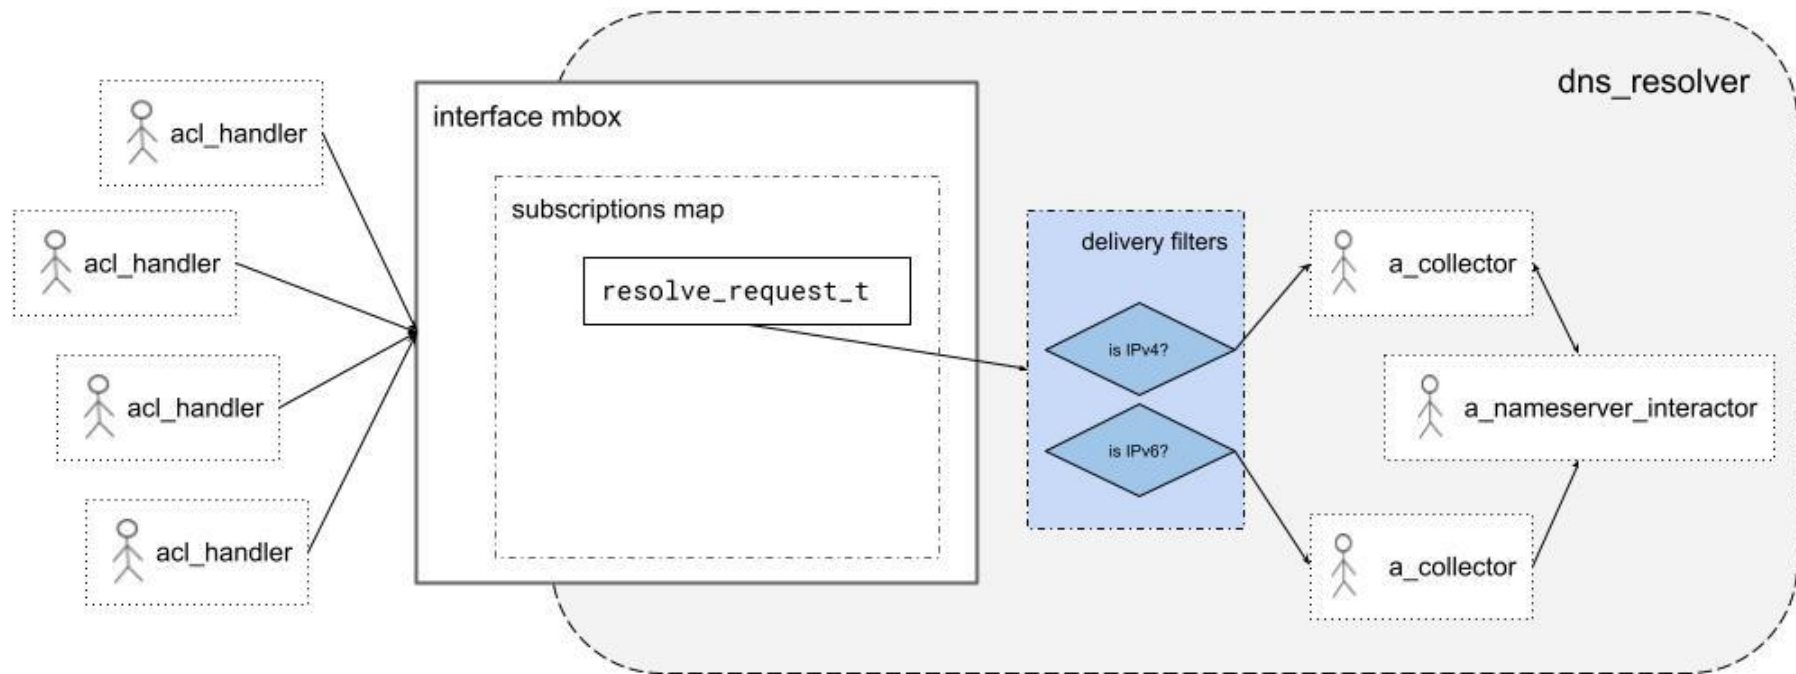 dns_resolver
interface mbox
acl_handler
subscriptions map
delivery filters
acl_handler
a_collector
resolve_request_t
is IPv4?
acl_handler
a_nameserver_interactor
is IPv6?
acl_handler
a_collector